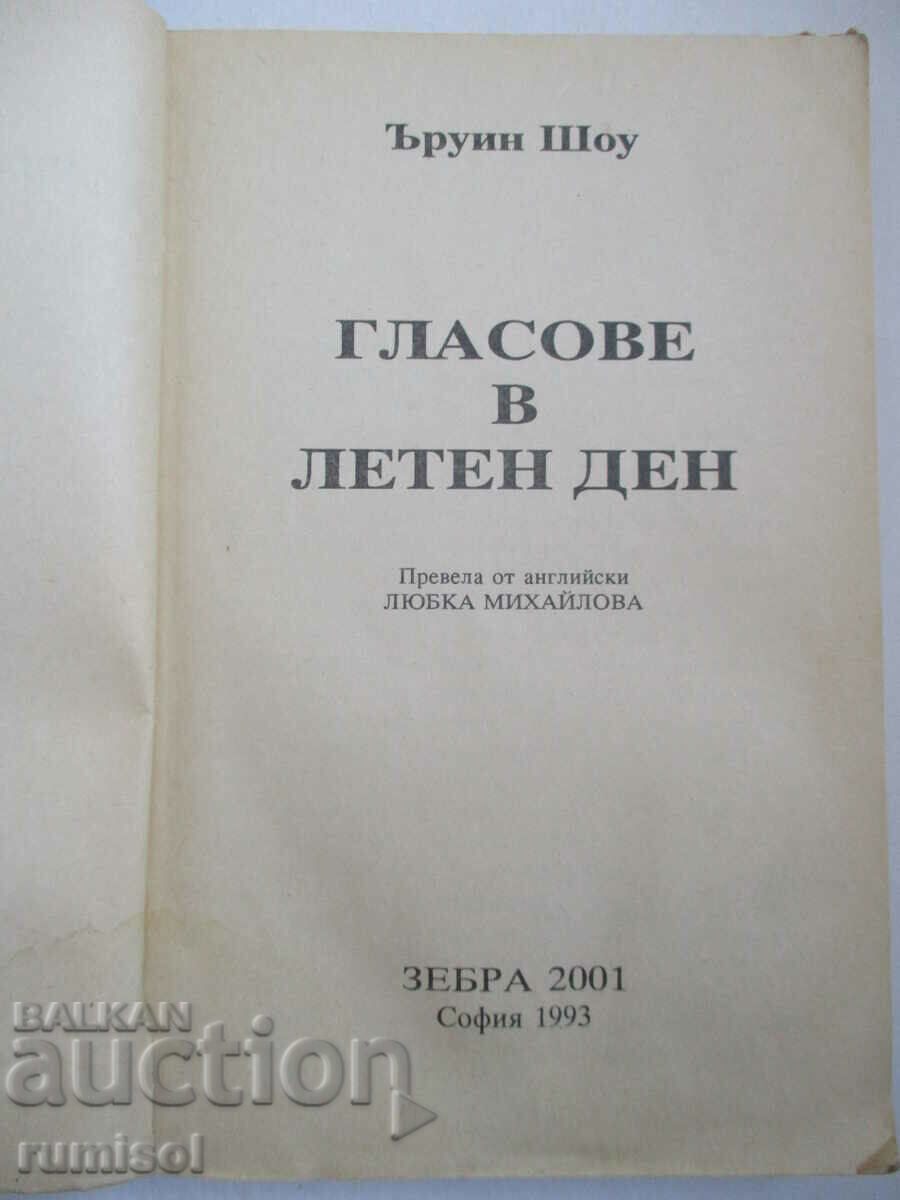 Ъруин Шоу
ГЛАСОВЕ
В
ЛЕТЕН ДЕН
Превела от английски
ЛЮБКА МИХАЙЛОВА
ЗЕБРА 2001
София 1993
BALKAN
auction
rumisol